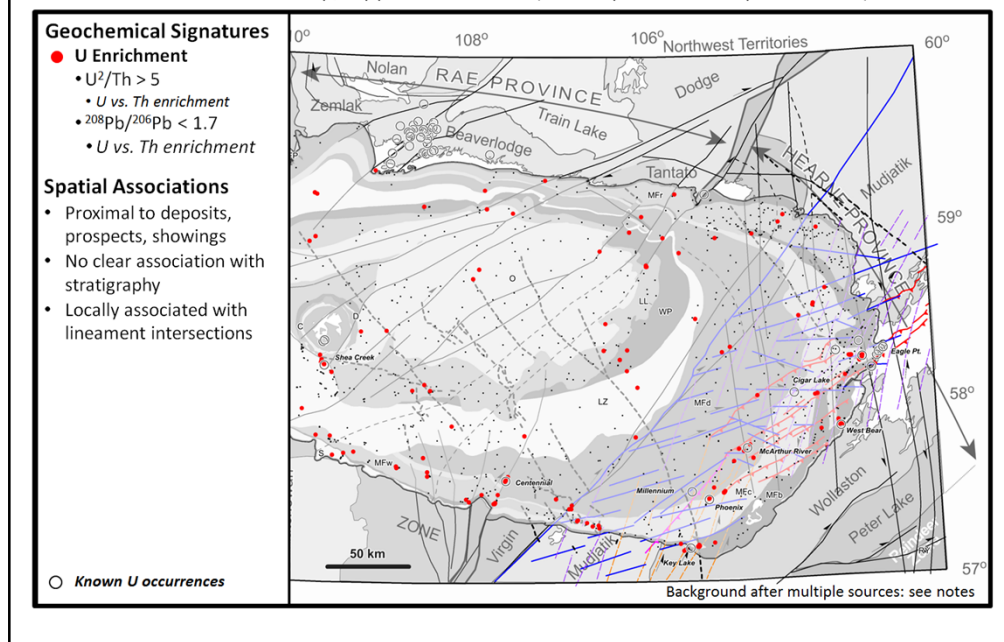 Geochemical Signatures
U Enrichment
• U²/Th > 5
• U vs. Th enrichment
• ²⁰⁸Pb/²⁰⁶Pb < 1.7
• U vs. Th enrichment
Spatial Associations
• Proximal to deposits,
prospects, showings
• No clear association with
stratigraphy
• Locally associated with
lineament intersections
Known U occurrences
108°
106°
Northwest Territories
60°
Nolan
RAE PROVINCE
Dodge
Zemlak
Train Lake
Beaverlodge
Tantato
HEARNE PROVINCE
Mudjatik
MFr
59°
O
LL
WP
C
D
Shea Creek
Eagle Pt.
Cigar Lake
58°
LZ
MFd
West Bear
McArthur River
S
MFw
Centennial
Millennium
MFc
MFb
Phoenix
Wollaston
Peter Lake
ZONE
Virgin
Mudjatik
Key Lake
50 km
57°
Background after multiple sources: see notes